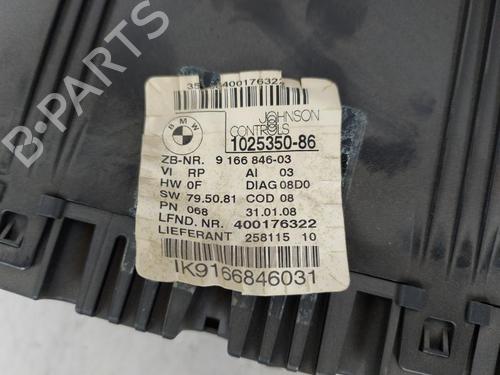 400176322
BMW
JOHNSON
CONTROLS
1025350-86
ZB-NR. 9 166 846-03
VI RP AI 03
HW 0F DIAG 08D0
SW 79.50.81 COD 08
PN 068 31.01.08
LFND. NR. 400176322
LIEFERANT 258115 10
IK9166846031
B-PARTS